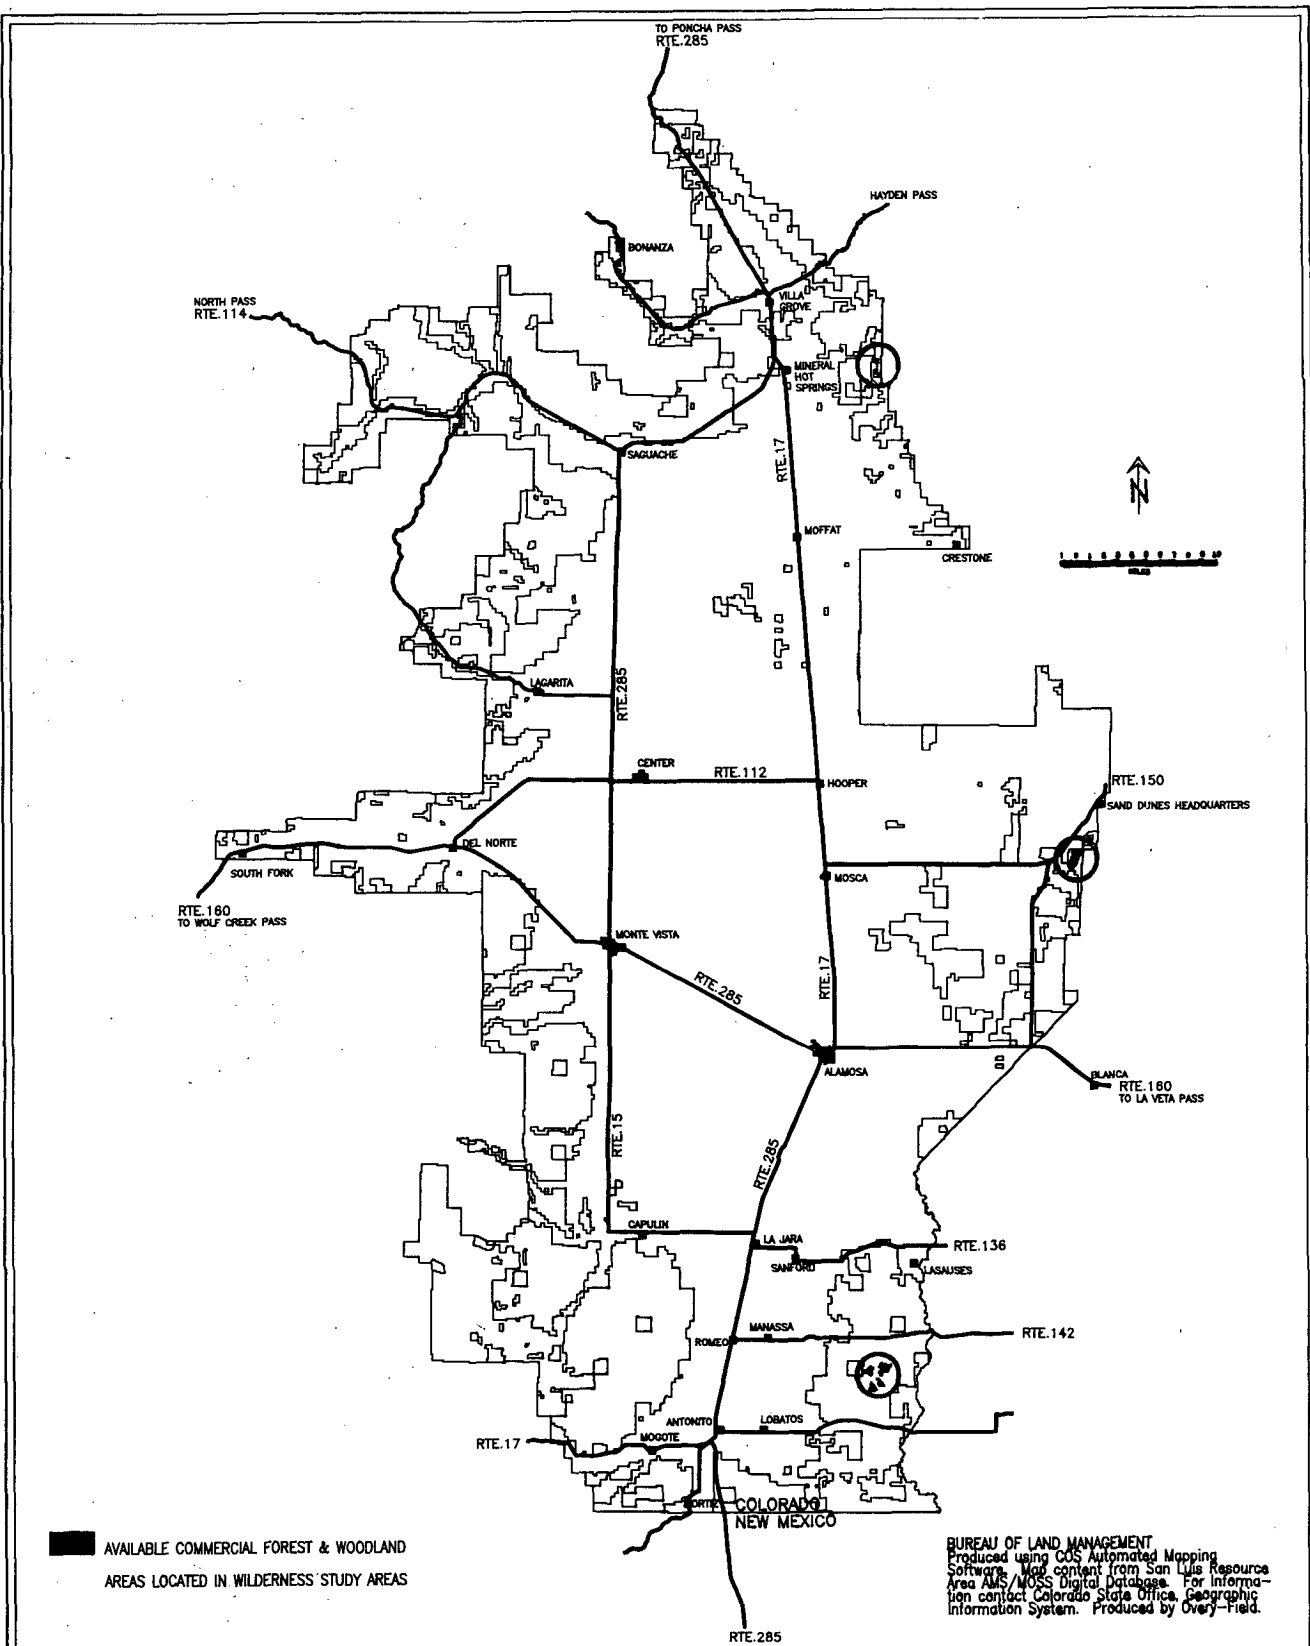 TO PONCHA PASS
RTE.285
HAYDEN PASS
BONANZA
NORTH PASS
RTE.114
VILLA
GROVE
MINERAL
HOT
SPRINGS
SAGUACHE
RTE.17
N
MOFFAT
CRESTONE
MILES
LAGARITA
RTE.285
CENTER
RTE.112
HOOPER
RTE.150
SAND DUNES HEADQUARTERS
DEL NORTE
SOUTH FORK
MOSCA
RTE.160
TO WOLF CREEK PASS
MONTE VISTA
RTE.285
RTE.17
ALAMOSA
BLANCA
RTE.160
TO LA VETA PASS
RTE.15
RTE.285
CAPULIN
LA JARA
RTE.136
SANFORD
LASAUSES
MANASSA
RTE.142
ROMEO
ANTONITO
LOBATOS
RTE.17
MOGOTE
ORTIZ
COLORADO
NEW MEXICO
AVAILABLE COMMERCIAL FOREST & WOODLAND
AREAS LOCATED IN WILDERNESS STUDY AREAS
BUREAU OF LAND MANAGEMENT
Produced using COS Automated Mapping
Software. Map content from San Luis Resource
Area AMS/MOSS Digital Database. For Informa-
tion contact Colorado State Office, Geographic
Information System. Produced by Overy-Field.
RTE.285